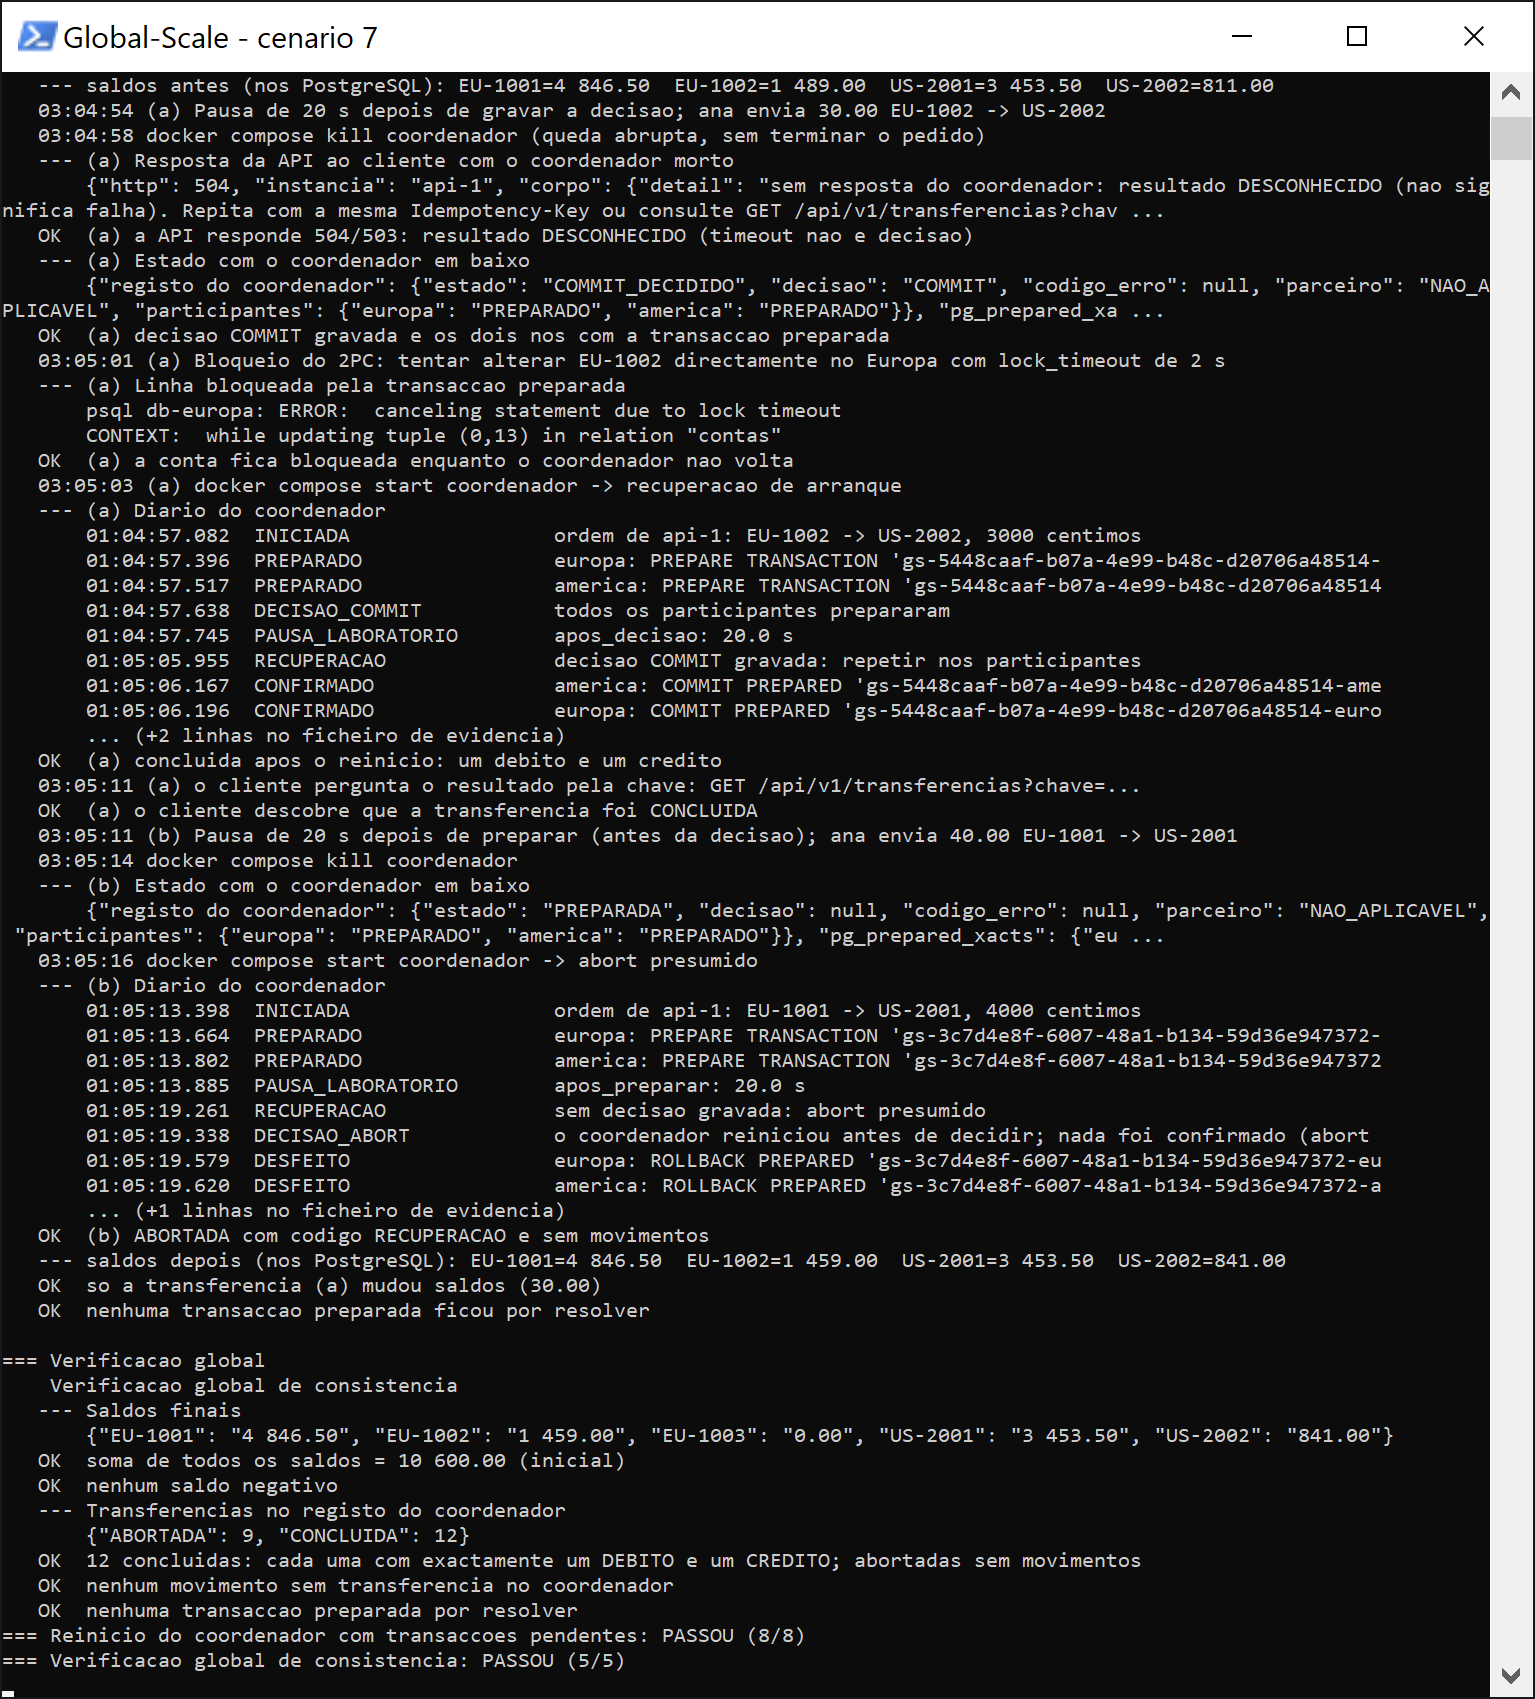 Global-Scale - cenario 7
--- saldos antes (nos PostgreSQL): EU-1001=4 846.50  EU-1002=1 489.00  US-2001=3 453.50  US-2002=811.00
03:04:54 (a) Pausa de 20 s depois de gravar a decisao; ana envia 30.00 EU-1002 -> US-2002
03:04:58 docker compose kill coordenador (queda abrupta, sem terminar o pedido)
--- (a) Resposta da API ao cliente com o coordenador morto
{"http": 504, "instancia": "api-1", "corpo": {"detail": "sem resposta do coordenador: resultado DESCONHECIDO (nao sig
nifica falha). Repita com a mesma Idempotency-Key ou consulte GET /api/v1/transferencias?chav ...
OK  (a) a API responde 504/503: resultado DESCONHECIDO (timeout nao e decisao)
--- (a) Estado com o coordenador em baixo
{"registo do coordenador": {"estado": "COMMIT_DECIDIDO", "decisao": "COMMIT", "codigo_erro": null, "parceiro": "NAO_A
PLICAVEL", "participantes": {"europa": "PREPARADO", "america": "PREPARADO"}}, "pg_prepared_xa ...
OK  (a) decisao COMMIT gravada e os dois nos com a transaccao preparada
03:05:01 (a) Bloqueio do 2PC: tentar alterar EU-1002 directamente no Europa com lock_timeout de 2 s
--- (a) Linha bloqueada pela transaccao preparada
psql db-europa: ERROR:  canceling statement due to lock timeout
CONTEXT:  while updating tuple (0,13) in relation "contas"
OK  (a) a conta fica bloqueada enquanto o coordenador nao volta
03:05:03 (a) docker compose start coordenador -> recuperacao de arranque
--- (a) Diario do coordenador
01:04:57.082  INICIADA                 ordem de api-1: EU-1002 -> US-2002, 3000 centimos
01:04:57.396  PREPARADO                europa: PREPARE TRANSACTION 'gs-5448caaf-b07a-4e99-b48c-d20706a48514-
01:04:57.517  PREPARADO                america: PREPARE TRANSACTION 'gs-5448caaf-b07a-4e99-b48c-d20706a48514
01:04:57.638  DECISAO_COMMIT           todos os participantes prepararam
01:04:57.745  PAUSA_LABORATORIO        apos_decisao: 20.0 s
01:05:05.955  RECUPERACAO              decisao COMMIT gravada: repetir nos participantes
01:05:06.167  CONFIRMADO               america: COMMIT PREPARED 'gs-5448caaf-b07a-4e99-b48c-d20706a48514-ame
01:05:06.196  CONFIRMADO               europa: COMMIT PREPARED 'gs-5448caaf-b07a-4e99-b48c-d20706a48514-euro
... (+2 linhas no ficheiro de evidencia)
OK  (a) concluida apos o reinicio: um debito e um credito
03:05:11 (a) o cliente pergunta o resultado pela chave: GET /api/v1/transferencias?chave=...
OK  (a) o cliente descobre que a transferencia foi CONCLUIDA
03:05:11 (b) Pausa de 20 s depois de preparar (antes da decisao); ana envia 40.00 EU-1001 -> US-2001
03:05:14 docker compose kill coordenador
--- (b) Estado com o coordenador em baixo
{"registo do coordenador": {"estado": "PREPARADA", "decisao": null, "codigo_erro": null, "parceiro": "NAO_APLICAVEL",
"participantes": {"europa": "PREPARADO", "america": "PREPARADO"}}, "pg_prepared_xacts": {"eu ...
03:05:16 docker compose start coordenador -> abort presumido
--- (b) Diario do coordenador
01:05:13.398  INICIADA                 ordem de api-1: EU-1001 -> US-2001, 4000 centimos
01:05:13.664  PREPARADO                europa: PREPARE TRANSACTION 'gs-3c7d4e8f-6007-48a1-b134-59d36e947372-
01:05:13.802  PREPARADO                america: PREPARE TRANSACTION 'gs-3c7d4e8f-6007-48a1-b134-59d36e947372
01:05:13.885  PAUSA_LABORATORIO        apos_preparar: 20.0 s
01:05:19.261  RECUPERACAO              sem decisao gravada: abort presumido
01:05:19.338  DECISAO_ABORT            o coordenador reiniciou antes de decidir; nada foi confirmado (abort
01:05:19.579  DESFEITO                 europa: ROLLBACK PREPARED 'gs-3c7d4e8f-6007-48a1-b134-59d36e947372-eu
01:05:19.620  DESFEITO                 america: ROLLBACK PREPARED 'gs-3c7d4e8f-6007-48a1-b134-59d36e947372-a
... (+1 linhas no ficheiro de evidencia)
OK  (b) ABORTADA com codigo RECUPERACAO e sem movimentos
--- saldos depois (nos PostgreSQL): EU-1001=4 846.50  EU-1002=1 459.00  US-2001=3 453.50  US-2002=841.00
OK  so a transferencia (a) mudou saldos (30.00)
OK  nenhuma transaccao preparada ficou por resolver
=== Verificacao global
Verificacao global de consistencia
--- Saldos finais
{"EU-1001": "4 846.50", "EU-1002": "1 459.00", "EU-1003": "0.00", "US-2001": "3 453.50", "US-2002": "841.00"}
OK  soma de todos os saldos = 10 600.00 (inicial)
OK  nenhum saldo negativo
--- Transferencias no registo do coordenador
{"ABORTADA": 9, "CONCLUIDA": 12}
OK  12 concluidas: cada uma com exactamente um DEBITO e um CREDITO; abortadas sem movimentos
OK  nenhum movimento sem transferencia no coordenador
OK  nenhuma transaccao preparada por resolver
=== Reinicio do coordenador com transaccoes pendentes: PASSOU (8/8)
=== Verificacao global de consistencia: PASSOU (5/5)